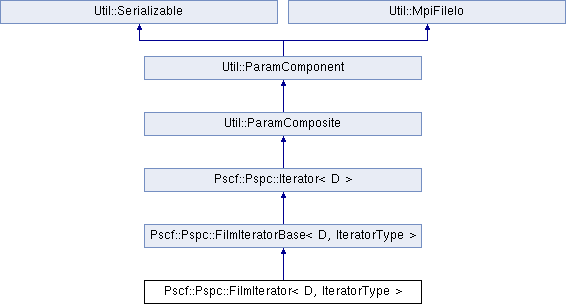 Util::Serializable
Util::MpiFileIo
Util::ParamComponent
Util::ParamComposite
Pscf::Pspc::Iterator< D >
Pscf::Pspc::FilmIteratorBase< D, IteratorType >
Pscf::Pspc::FilmIterator< D, IteratorType >